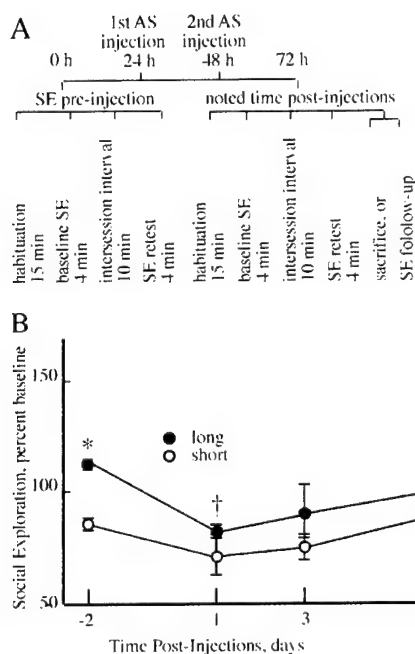 A
1st AS 2nd AS
injection injection
0 h 24 h 48 h 72 h
SE pre-injection noted time post-injections
habituation
15 min
baseline SE
4 min
intersession interval
10 min
SE retest
4 min
habituation
15 min
baseline SE
4 min
intersession interval
10 min
SE retest
4 min
sacrifice, or
SE fololow-up
B
Social Exploration, percent baseline
150
100
50
* 
†
long
short
-2 1 3
Time Post-Injections, days